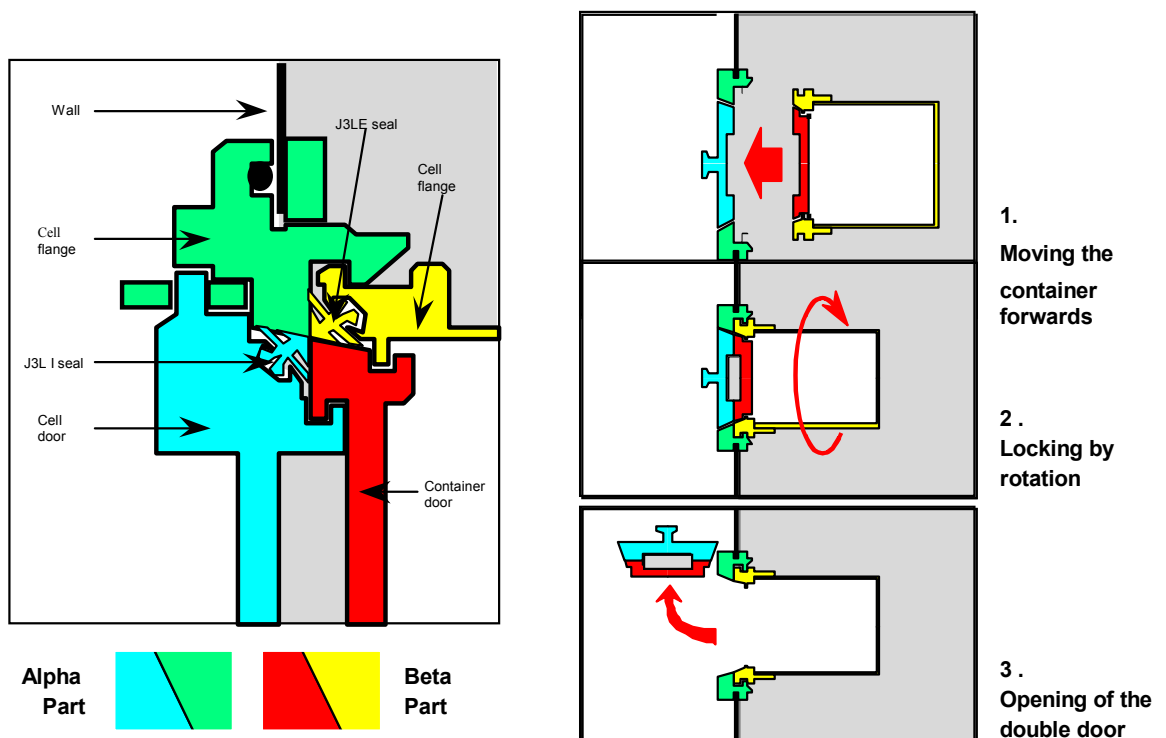 Wall
J3LE seal
Cell
flange
Cell
flange
J3L I seal
Cell
door
Container
door
Alpha
Part
Beta
Part
1.
Moving the
container
forwards
2 .
Locking by
rotation
3 .
Opening of the
double door